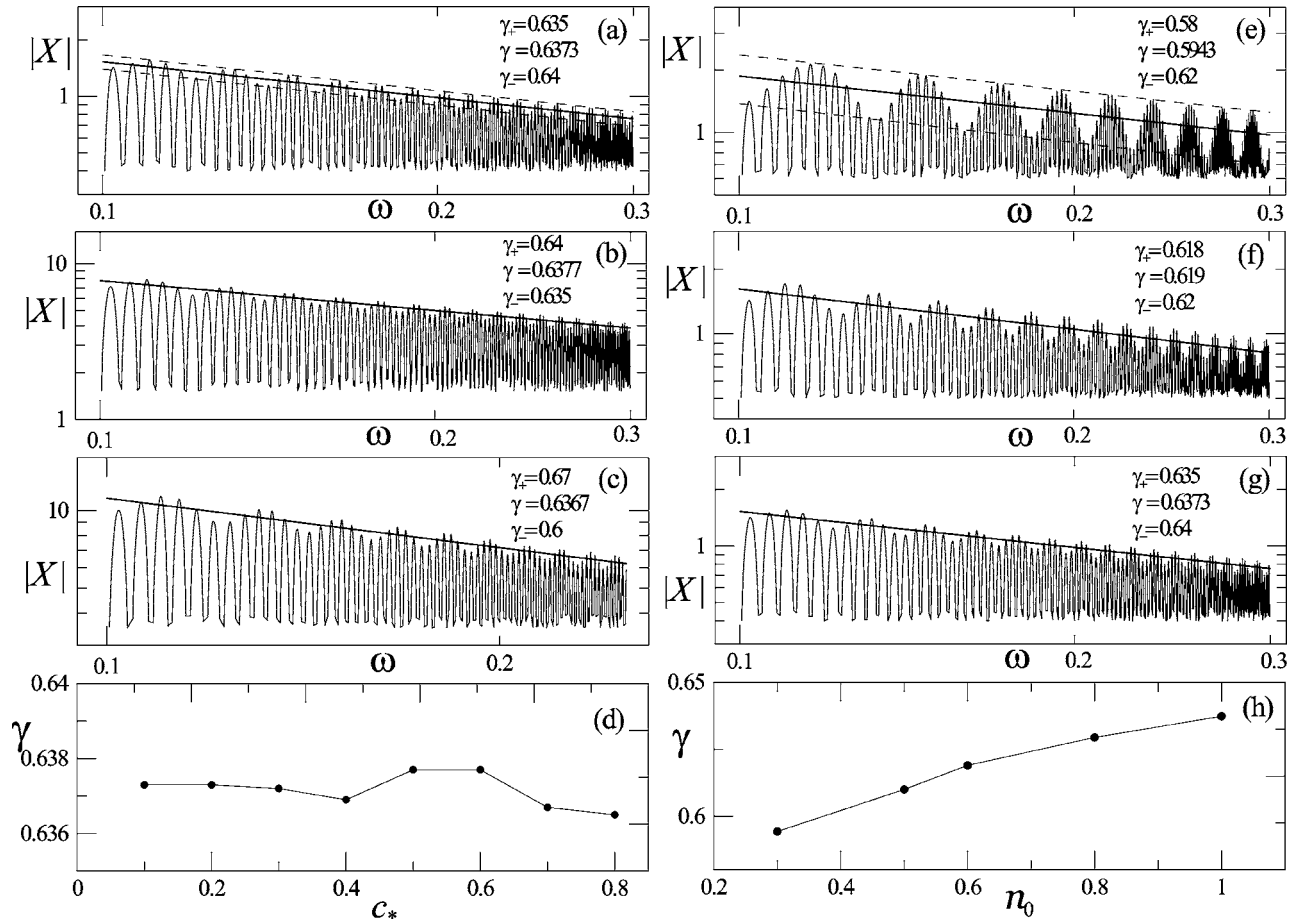 (a)
γ₊=0.635
γ=0.6373
γ₋=0.64
|X|
1
0.1
ω
0.2
0.3
(b)
γ₊=0.64
γ=0.6377
γ₋=0.635
10
|X|
1
0.1
ω
0.2
0.3
(c)
γ₊=0.67
γ=0.6367
γ₋=0.6
10
|X|
0.1
ω
0.2
(d)
0.64
γ
0.638
0.636
0
0.2
0.4
0.6
0.8
c*
(e)
γ₊=0.58
γ=0.5943
γ₋=0.62
|X|
1
0.1
ω
0.2
0.3
(f)
γ₊=0.618
γ=0.619
γ₋=0.62
|X|
1
0.1
ω
0.2
0.3
(g)
γ₊=0.635
γ=0.6373
γ₋=0.64
|X|
1
0.1
ω
0.2
0.3
(h)
0.65
γ
0.6
0.2
0.4
0.6
0.8
1
n₀